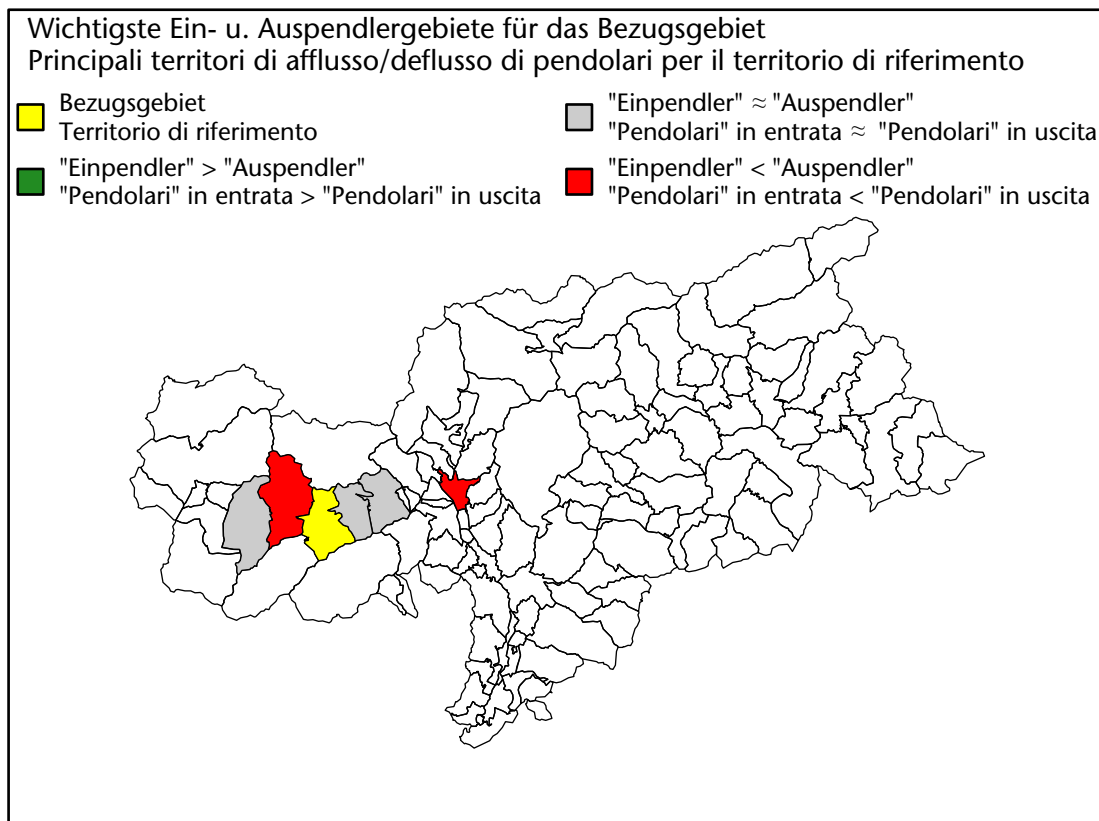 Wichtigste Ein- u. Auspendlergebiete für das Bezugsgebiet
Principali territori di afflusso/deflusso di pendolari per il territorio di riferimento
Bezugsgebiet
Territorio di riferimento
"Einpendler" > "Auspendler"
"Pendolari" in entrata > "Pendolari" in uscita
"Einpendler" ≈ "Auspendler"
"Pendolari" in entrata ≈ "Pendolari" in uscita
"Einpendler" < "Auspendler"
"Pendolari" in entrata < "Pendolari" in uscita